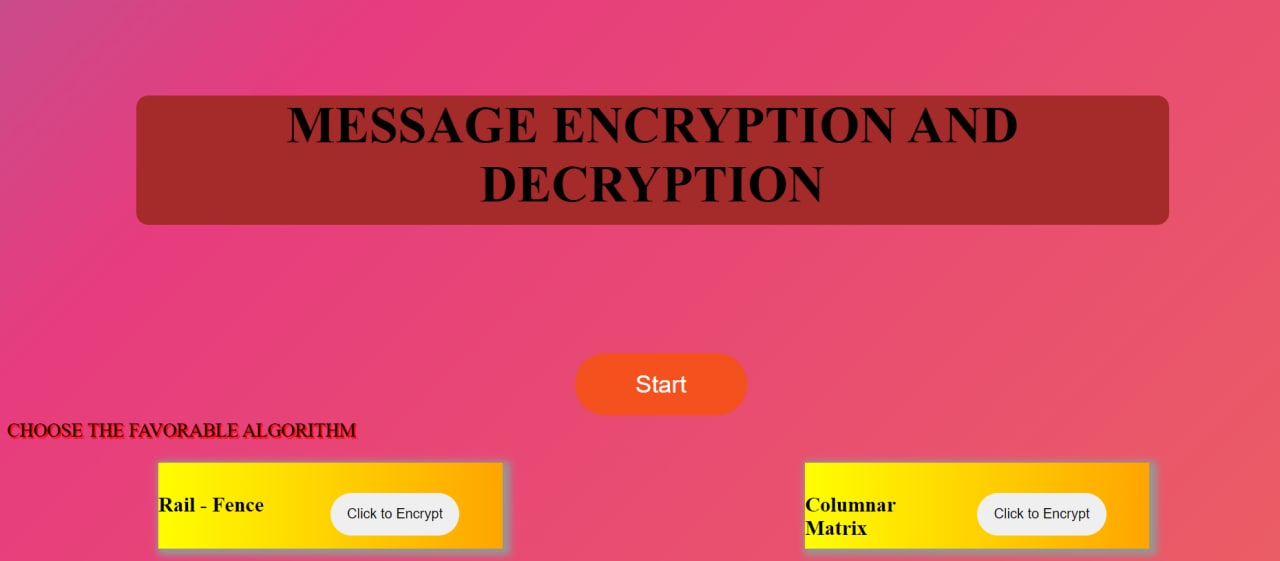 MESSAGE ENCRYPTION AND
DECRYPTION
Start
CHOOSE THE FAVORABLE ALGORITHM
Rail - Fence
Click to Encrypt
Columnar
Matrix
Click to Encrypt